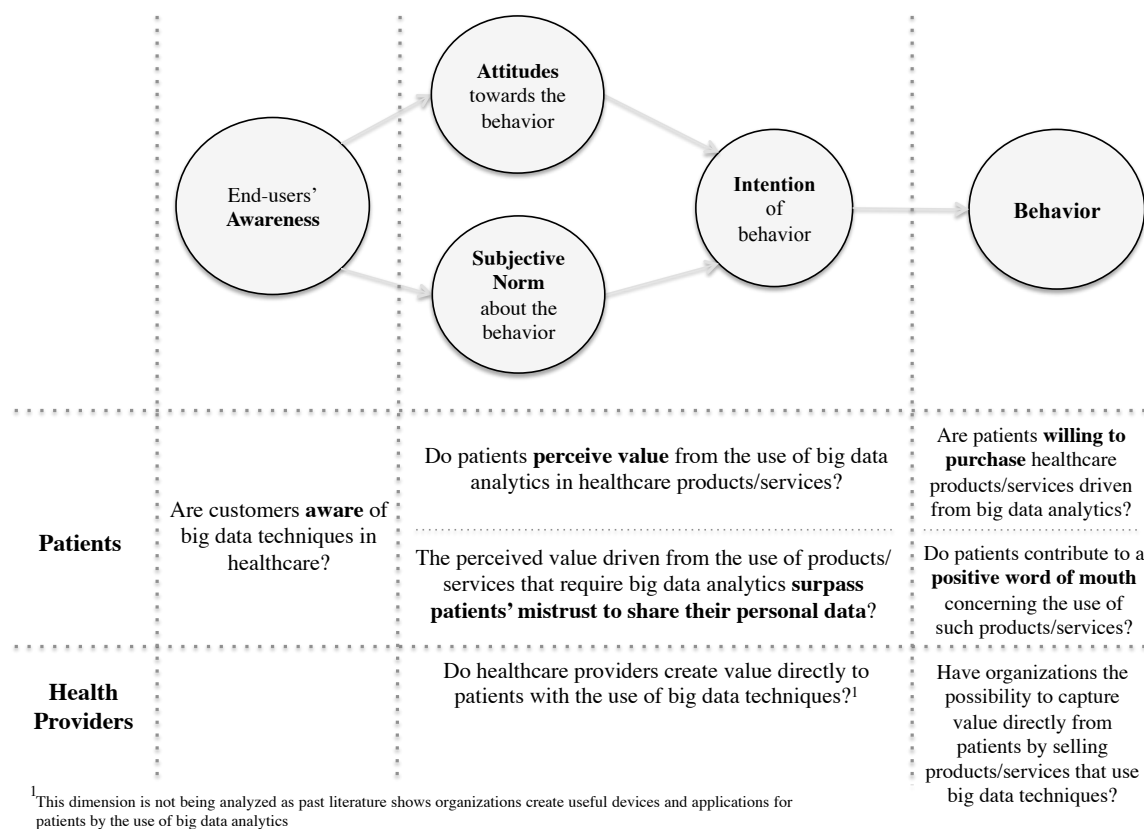 Attitudes
towards the
behavior
End-users’
Awareness
Intention
of
behavior
Behavior
Subjective
Norm
about the
behavior
Patients
Are customers aware of
big data techniques in
healthcare?
Do patients perceive value from the use of big data
analytics in healthcare products/services?
The perceived value driven from the use of products/
services that require big data analytics surpass
patients’ mistrust to share their personal data?
Are patients willing to
purchase healthcare
products/services driven
from big data analytics?
Do patients contribute to a
positive word of mouth
concerning the use of
such products/services?
Health
Providers
Do healthcare providers create value directly to
patients with the use of big data techniques?1
Have organizations the
possibility to capture
value directly from
patients by selling
products/services that use
big data techniques?
1This dimension is not being analyzed as past literature shows organizations create useful devices and applications for
patients by the use of big data analytics